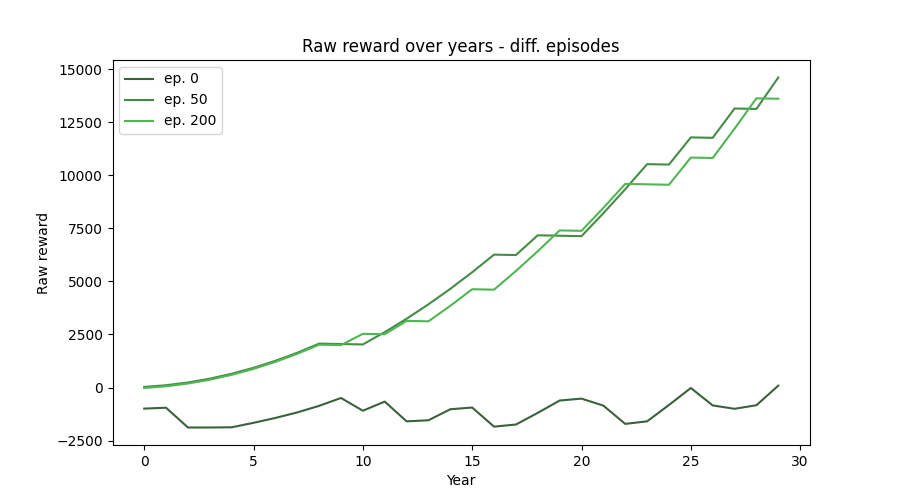 Raw reward over years - diff. episodes
ep. 0
ep. 50
ep. 200
15000
12500
10000
7500
5000
2500
0
−2500
Raw reward
0 5 10 15 20 25 30
Year